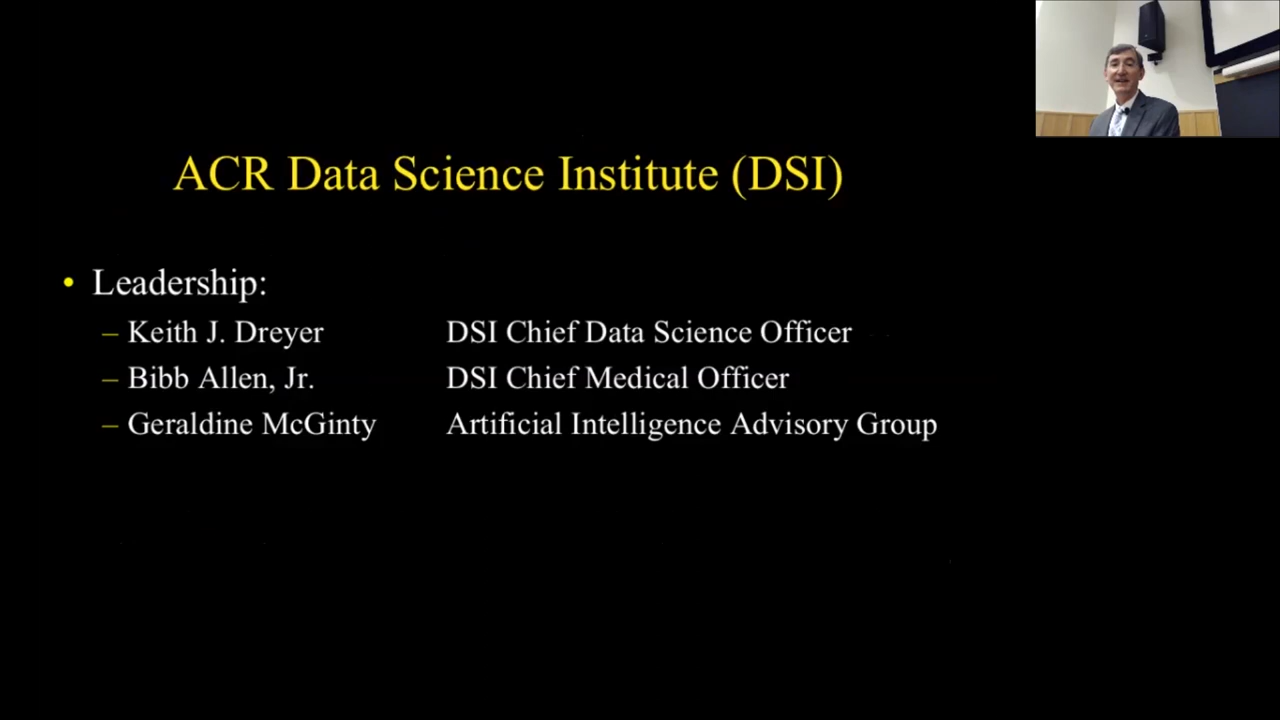 ACR Data Science Institute (DSI)
• Leadership:
– Keith J. Dreyer DSI Chief Data Science Officer
– Bibb Allen, Jr. DSI Chief Medical Officer
– Geraldine McGinty Artificial Intelligence Advisory Group